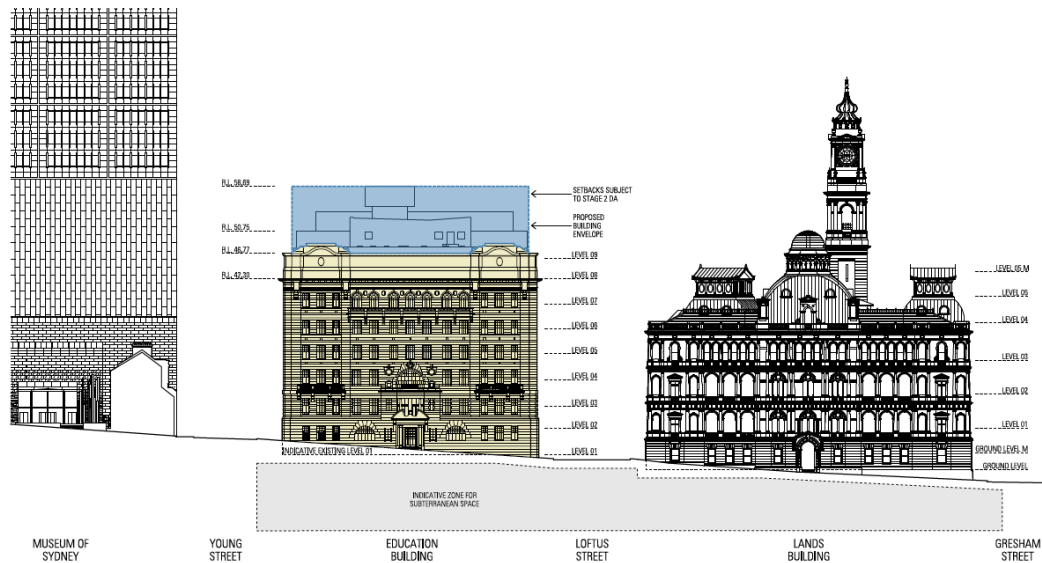 R.L. 58.69
SETBACKS SUBJECT
TO STAGE 2 DA
PROPOSED
BUILDING
ENVELOPE
R.L. 50.75
R.L. 46.77
LEVEL 09
R.L. 42.39
LEVEL 08
LEVEL 07
LEVEL 06
LEVEL 05
LEVEL 04
LEVEL 03
LEVEL 02
LEVEL 01
INDICATIVE EXISTING LEVEL 01
LEVEL 05 M
LEVEL 05
LEVEL 04
LEVEL 03
LEVEL 02
LEVEL 01
GROUND LEVEL M
GROUND LEVEL
INDICATIVE ZONE FOR
SUBTERRANEAN SPACE
MUSEUM OF
SYDNEY
YOUNG
STREET
EDUCATION
BUILDING
LOFTUS
STREET
LANDS
BUILDING
GRESHAM
STREET